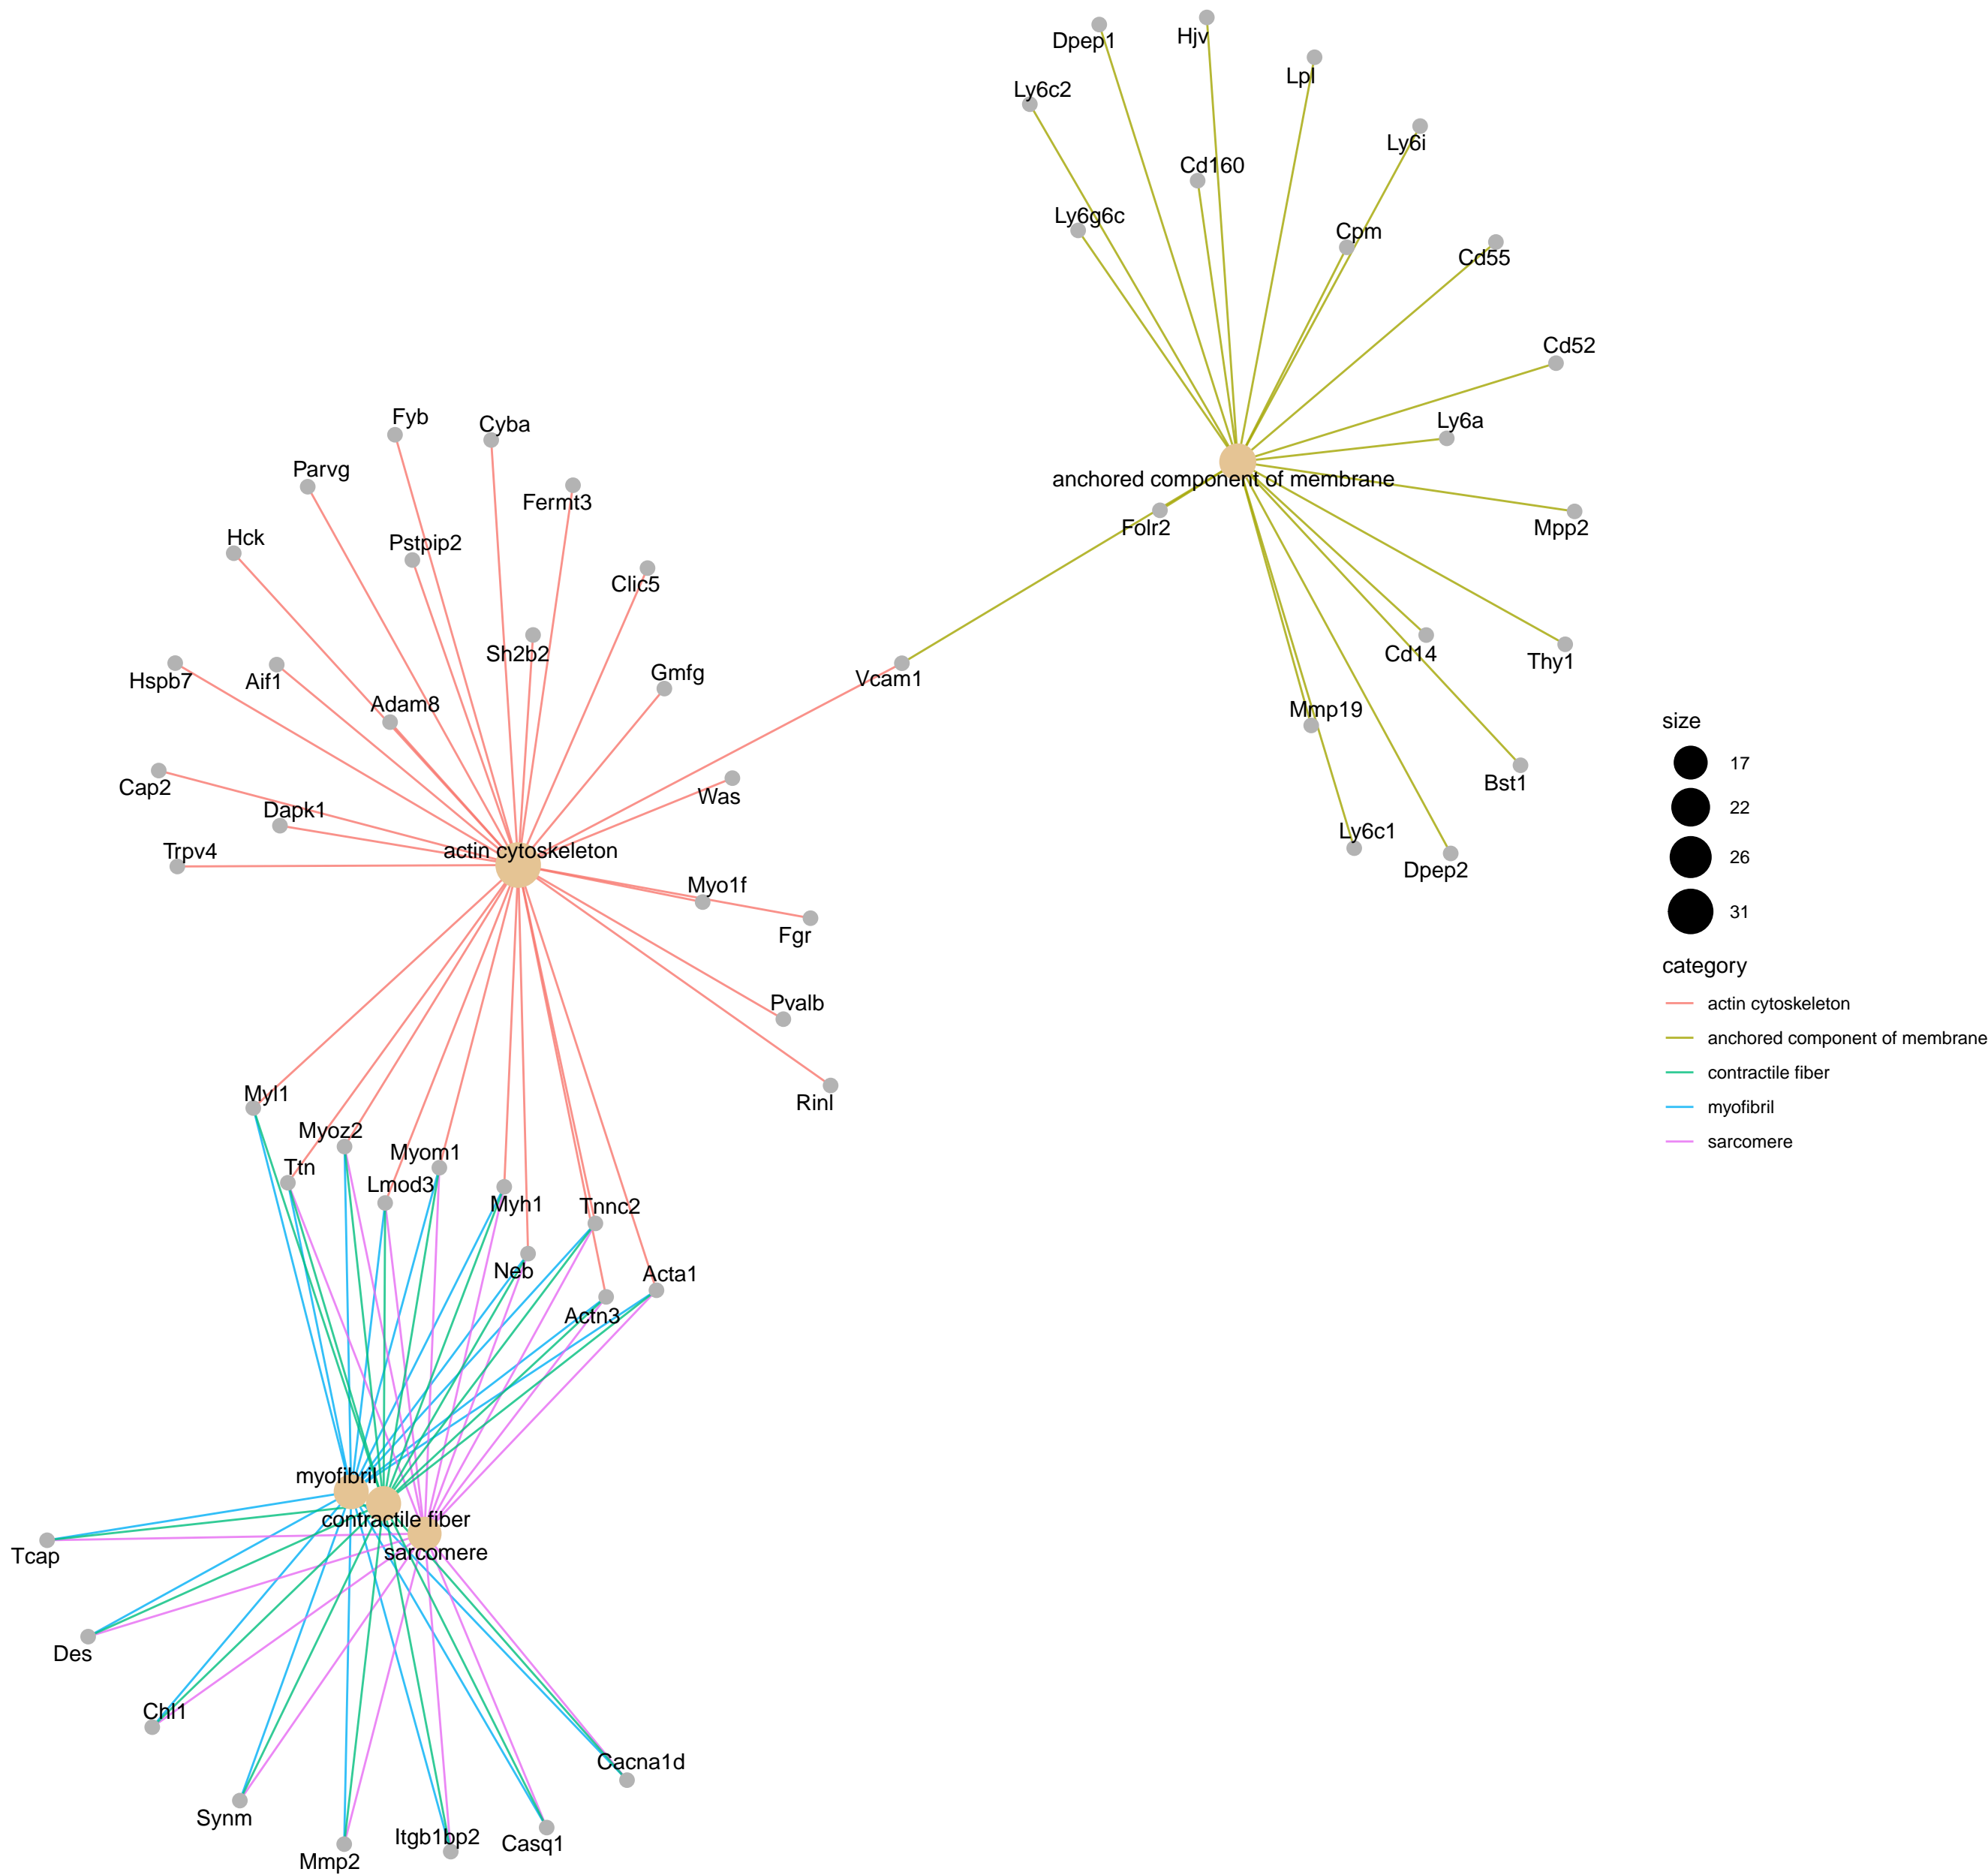 Hjv
Dpep1
Lpl
Ly6c2
Ly6i
Cd160
Ly6g6c
Cpm
Cd55
Cd52
Fyb
Cyba
Ly6a
Parvg
anchored component of membrane
Fermt3
Folr2
Mpp2
Hck
Pstpip2
Clic5
Sh2b2
Cd14
Thy1
Hspb7
Aif1
Gmfg
Vcam1
Adam8
Mmp19
Cap2
Was
Bst1
Dapk1
Ly6c1
Trpv4
actin cytoskeleton
Dpep2
Myo1f
Fgr
Pvalb
Rinl
Myl1
Myoz2
Myom1
Ttn
Lmod3
Myh1
Tnnc2
Neb
Acta1
Actn3
myofibril
contractile fiber
sarcomere
Tcap
Des
Chl1
Cacna1d
Synm
Itgb1bp2
Casq1
Mmp2
size
17
22
26
31
category
actin cytoskeleton
anchored component of membrane
contractile fiber
myofibril
sarcomere